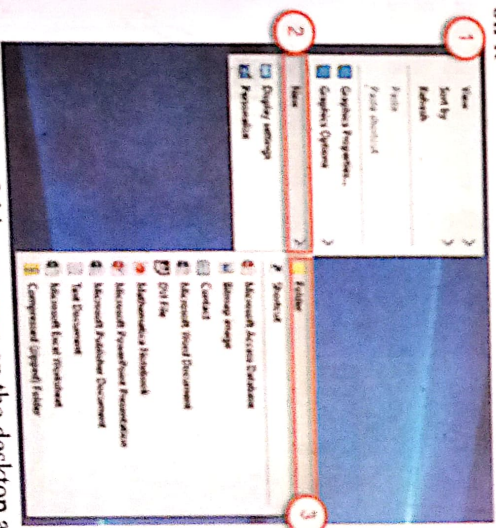 1
View
Sort by
Refresh
Paste
Paste shortcut
Graphics Properties...
Graphics Options
2
New
Display settings
Personalize
3
Folder
Shortcut
Microsoft Access Database
Bitmap image
Contact
Microsoft Word Document
DVI File
Mathematica Notebook
Microsoft PowerPoint Presentation
Microsoft Publisher Document
Text Document
Microsoft Excel Worksheet
Compressed (zipped) Folder
on the desktop a